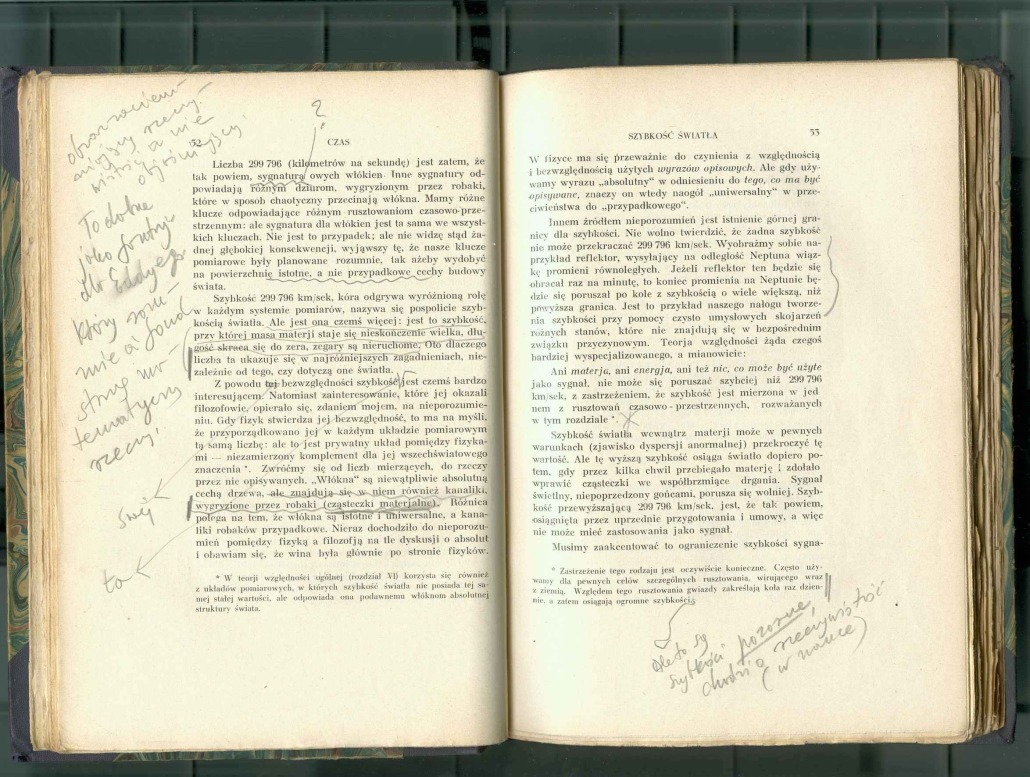 52 CZAS
?
Liczba 299 796 (kilometrów na sekundę) jest zatem, że
tak powiem, sygnaturą owych włókien. Inne sygnatury od-
powiadają różnym dziurom, wygryzionym przez robaki,
które w sposób chaotyczny przecinają włókna. Mamy różne
klucze odpowiadające różnym rusztowaniom czasowo-prze-
strzennym: ale sygnatura dla włókien jest ta sama we wszyst-
kich kluczach. Nie jest to przypadek; ale nie widzę stąd ża-
dnej głębokiej konsekwencji, wyjąwszy tę, że nasze klucze
pomiarowe były planowane rozumnie, tak ażeby wydobyć
na powierzchnię istotne, a nie przypadkowe cechy budowy
świata.
Szybkość 299 796 km/sek, kóra odgrywa wyróżnioną rolę
w każdym systemie pomiarów, nazywa się pospolicie szyb-
kością światła. Ale jest ona czemś więcej: jest to szybkość,
przy której masa materji staje się nieskończenie wielka, dłu-
gość skraca się do zera, zegary są nieruchome. Oto dlaczego
liczba ta ukazuje się w najróżniejszych zagadnieniach, nie-
zależnie od tego, czy dotyczą one światła.
Z powodu tej bezwzględności szybkość jest czemś bardzo
interesującem. Natomiast zainteresowanie, które jej okazali
filozofowie, opierało się, zdaniem mojem, na nieporozumie-
niu. Gdy fizyk stwierdza jej bezwzględność, to ma na myśli,
że przyporządkowano jej w każdym układzie pomiarowym
tą samą liczbę: ale to jest prywatny układ pomiędzy fizyka-
mi — niezamierzony komplement dla jej wszechświatowego
znaczenia *. Zwróćmy się od liczb mierzących, do rzeczy
przez nie opisywanych. „Włókna” są niewątpliwie absolutną
cechą drzewa, ale znajdują się w niem również kanaliki,
wygryzione przez robaki (cząsteczki materjalne). Różnica
polega na tem, że włókna są istotne i uniwersalne, a kana-
liki robaków przypadkowe. Nieraz dochodziło do nieporozu-
mień pomiędzy fizyką a filozofją na tle dyskusji o absolut
i obawiam się, że wina była głównie po stronie fizyków.
* W teorji względności ogólnej (rozdział VI) korzysta się również
z układów pomiarowych, w których szybkość światła nie posiada tej sa-
mej stałej wartości, ale odpowiada ona podawnemu włóknom absolutnej
struktury świata.
To dobre
jako
dla Eddingtona
który
strunę
rzeczy!
to
SZYBKOŚĆ ŚWIATŁA 53
W fizyce ma się przeważnie do czynienia z względnością
i bezwzględnością użytych wyrazów opisowych. Ale gdy uży-
wamy wyrazu „absolutny” w odniesieniu do tego, co ma być
opisywane, znaczy on wtedy naogół „uniwersalny” w prze-
ciwieństwie do „przypadkowego”.
Innem źródłem nieporozumień jest istnienie górnej gra-
nicy dla szybkości. Nie wolno twierdzić, że żadna szybkość
nie może przekraczać 299 796 km/sek. Wyobraźmy sobie na-
przykład reflektor, wysyłający na odległość Neptuna wiąz-
kę promieni równoległych. Jeżeli reflektor ten będzie się
obracał raz na minutę, to koniec promienia na Neptunie bę-
dzie się poruszał po kole z szybkością o wiele większą, niż
powyższa granica. Jest to przykład naszego nałogu tworze-
nia szybkości przy pomocy czysto umysłowych skojarzeń
różnych stanów, które nie znajdują się w bezpośrednim
związku przyczynowym. Teorja względności żąda czegoś
bardziej wyspecjalizowanego, a mianowicie:
Ani materja, ani energja, ani też nic, co może być użyte
jako sygnał, nie może się poruszać szybciej niż 299 796
km/sek, z zastrzeżeniem, że szybkość jest mierzona w jed
nem z rusztowań czasowo-przestrzennych, rozważanych
w tym rozdziale *.
Szybkość światła wewnątrz materji może w pewnych
warunkach (zjawisko dyspersji anormalnej) przekroczyć tę
wartość. Ale tę wyższą szybkość osiąga światło dopiero po-
tem, gdy przez kilka chwil przebiegało materję i zdołało
wprawić cząsteczki we współbrzmiące drgania. Sygnał
świetlny, niepoprzedzony gońcami, porusza się wolniej. Szyb-
kość przewyższającą 299 796 km/sek, jest, że tak powiem,
osiągnięta przez uprzednie przygotowania i umowy, a więc
nie może mieć zastosowania jako sygnał.
Musimy zaakcentować to ograniczenie szybkości sygna-
* Zastrzeżenie tego rodzaju jest oczywiście konieczne. Często uży-
wamy dla pewnych celów szczególnych rusztowania, wirującego wraz
z ziemią. Względem tego rusztowania gwiazdy zakreślają koła raz dzien-
nie, a zatem osiągają ogromne szybkości.
Ale to są
szybkości pozorne,
chodzi o rzeczywistość
(w nauce)